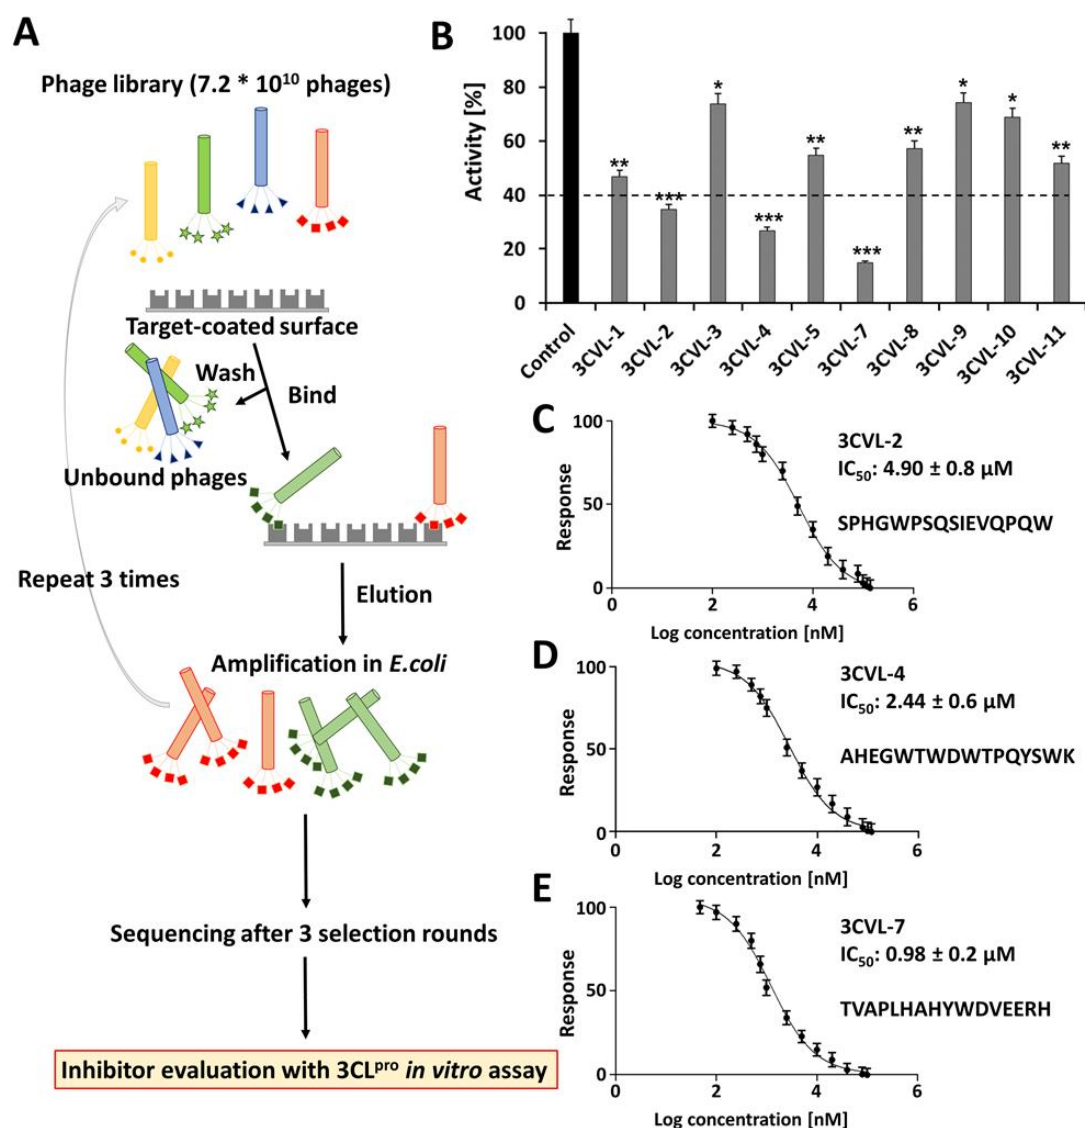 A
Phage library (7.2 * 10¹⁰ phages)
Target-coated surface
Wash
Bind
Unbound phages
Repeat 3 times
Elution
Amplification in E.coli
Sequencing after 3 selection rounds
Inhibitor evaluation with 3CLᵖʳᵒ in vitro assay
B
Activity [%]
100
80
60
40
20
0
**
***
*
***
**
***
**
*
*
**
Control
3CVL-1
3CVL-2
3CVL-3
3CVL-4
3CVL-5
3CVL-7
3CVL-8
3CVL-9
3CVL-10
3CVL-11
C
Response
100
50
0
0
2
4
6
Log concentration [nM]
3CVL-2
IC₅₀: 4.90 ± 0.8 µM
SPHGWPSQSIEVQPQW
D
Response
100
50
0
0
2
4
6
Log concentration [nM]
3CVL-4
IC₅₀: 2.44 ± 0.6 µM
AHEGWTWDWTPQYSWK
E
Response
100
50
0
0
2
4
6
Log concentration [nM]
3CVL-7
IC₅₀: 0.98 ± 0.2 µM
TVAPLHAHYWDVEERH